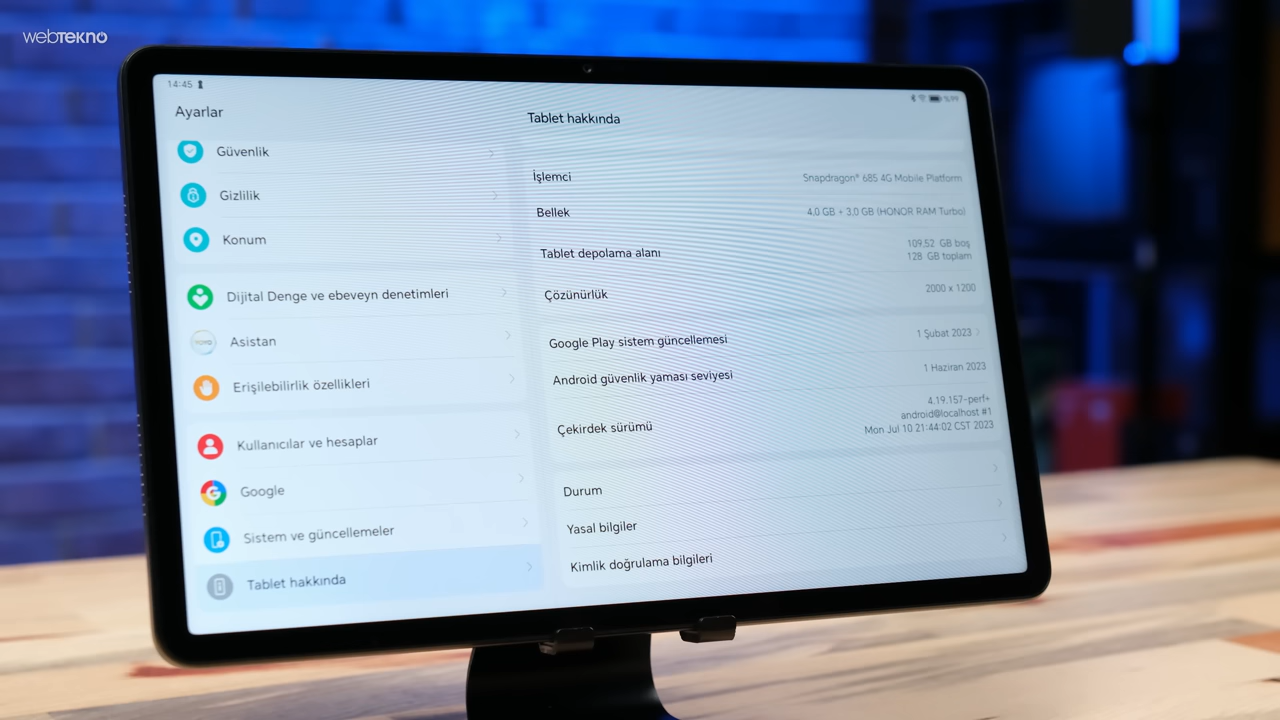 webtekno
14:45
%99
Ayarlar
Güvenlik
Gizlilik
Konum
Dijital Denge ve ebeveyn denetimleri
YOYO
Asistan
Erişilebilirlik özellikleri
Kullanıcılar ve hesaplar
Google
Sistem ve güncellemeler
Tablet hakkında
Tablet hakkında
İşlemci Snapdragon® 685 4G Mobile Platform
Bellek 4,0 GB + 3,0 GB (HONOR RAM Turbo)
Tablet depolama alanı 109,52 GB boş
128 GB toplam
Çözünürlük 2000 x 1200
Google Play sistem güncellemesi 1 Şubat 2023
Android güvenlik yaması seviyesi 1 Haziran 2023
Çekirdek sürümü 4.19.157-perf+
android@localhost #1
Mon Jul 10 21:44:02 CST 2023
Durum
Yasal bilgiler
Kimlik doğrulama bilgileri